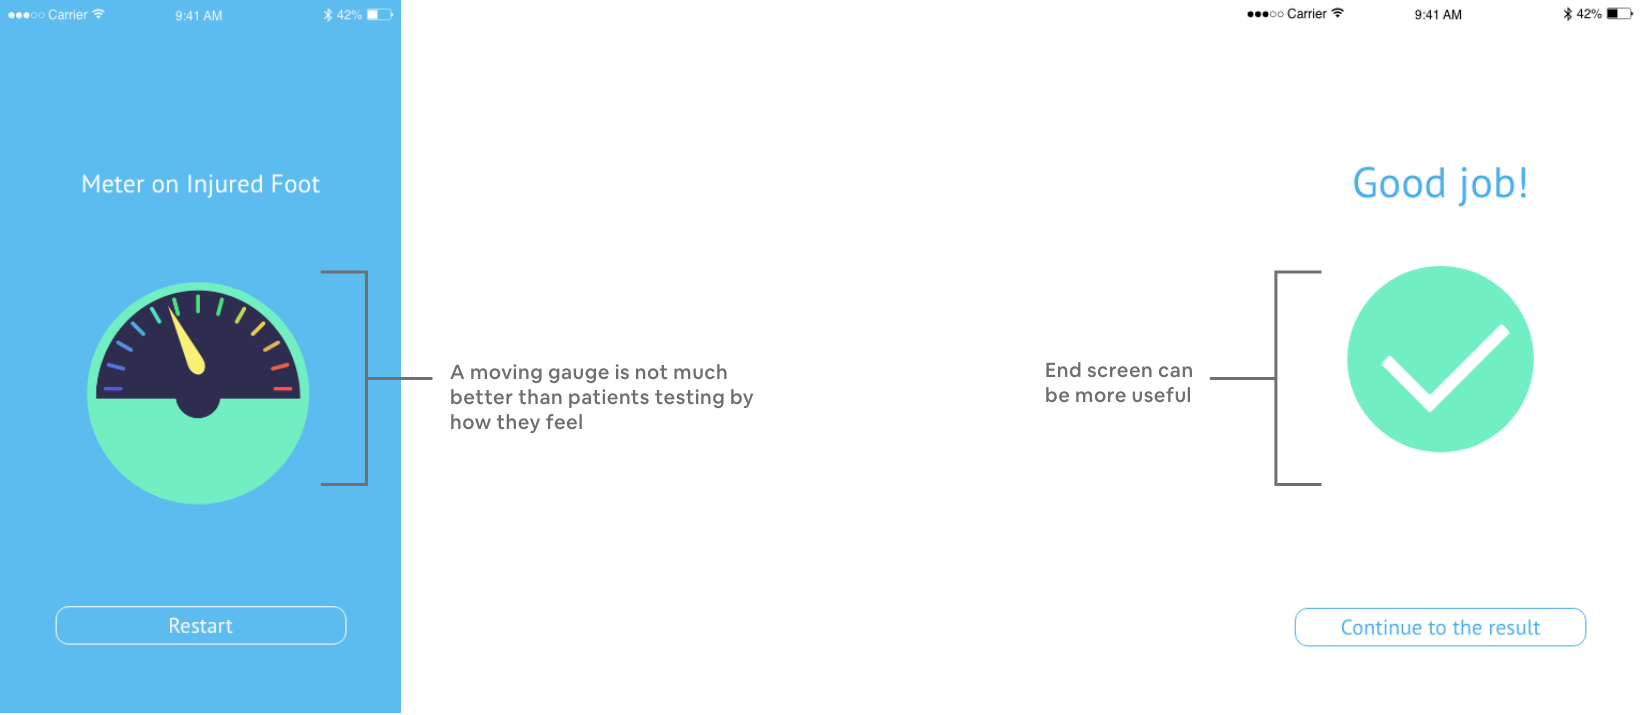 ●●●○○ Carrier 9:41 AM 42%
Meter on Injured Foot
A moving gauge is not much
better than patients testing by
how they feel
Restart
●●●○○ Carrier 9:41 AM 42%
Good job!
End screen can
be more useful
Continue to the result